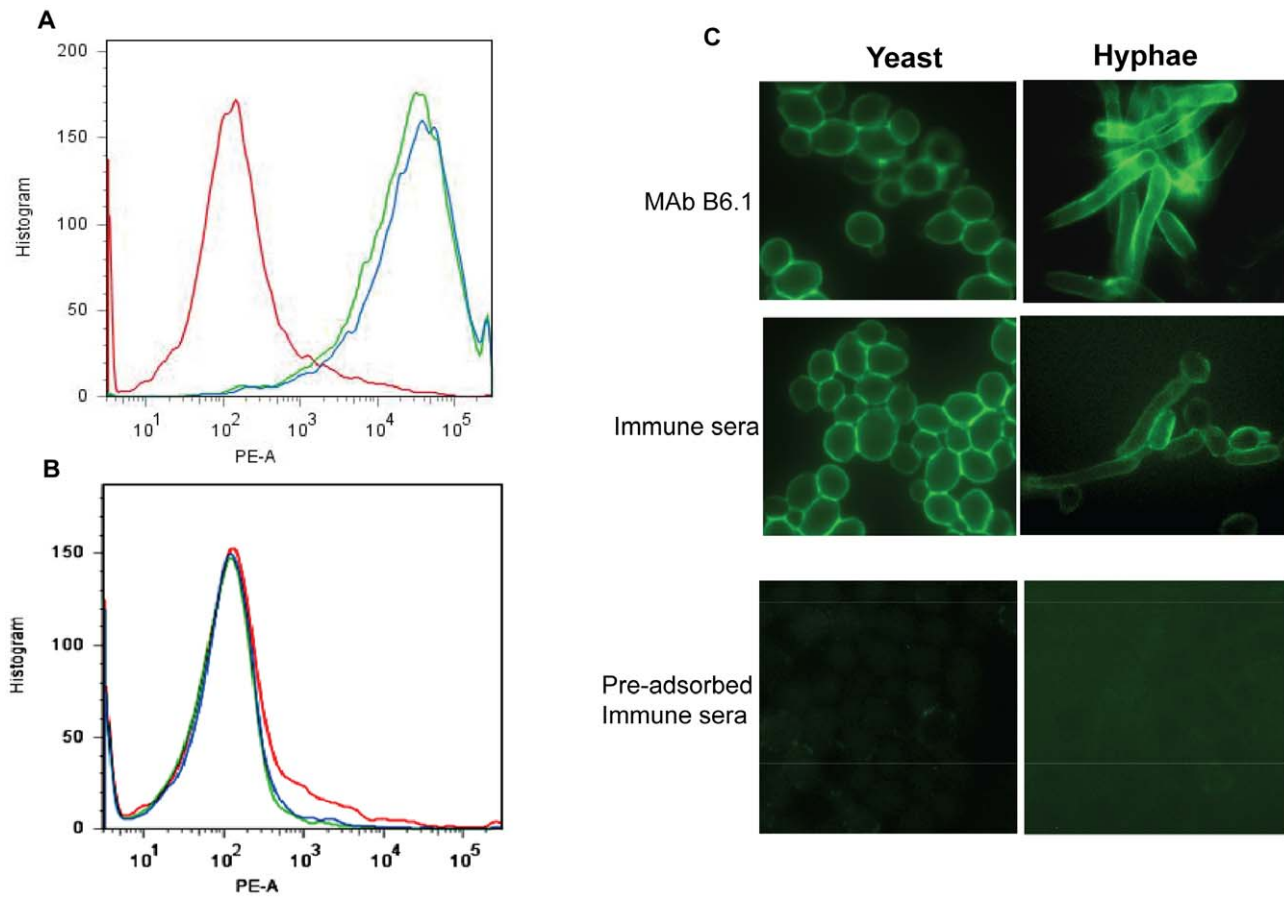 A
200
150
100
50
0
Histogram
10^1 10^2 10^3 10^4 10^5
PE-A
B
150
100
50
0
Histogram
10^1 10^2 10^3 10^4 10^5
PE-A
C
Yeast Hyphae
MAb B6.1
Immune sera
Pre-adsorbed
Immune sera